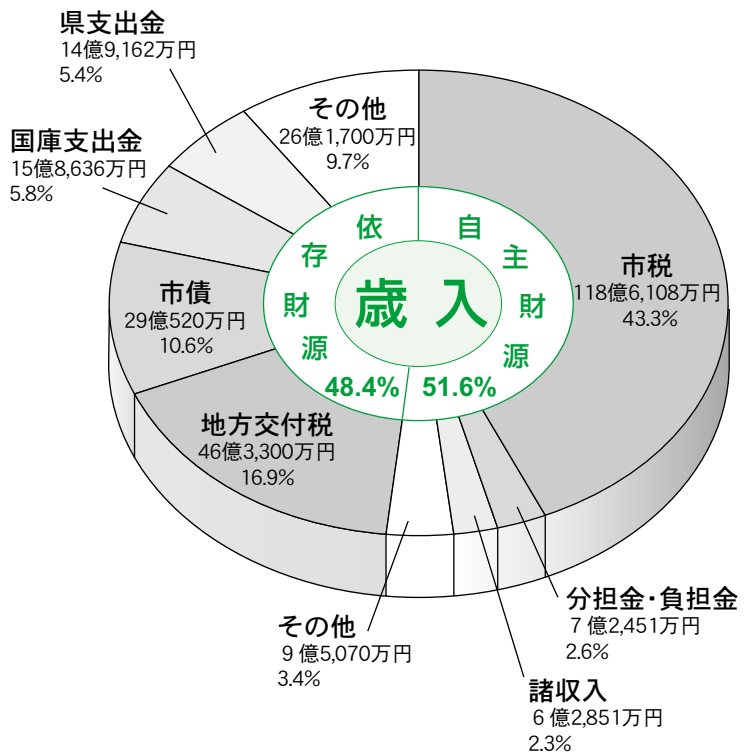 県支出金
14億9,162万円
5.4%
国庫支出金
15億8,636万円
5.8%
その他
26億1,700万円
9.7%
市税
118億6,108万円
43.3%
市債
29億520万円
10.6%
地方交付税
46億3,300万円
16.9%
依存財源
48.4%
自主財源
51.6%
歳入
その他
9億5,070万円
3.4%
分担金・負担金
7億2,451万円
2.6%
諸収入
6億2,851万円
2.3%